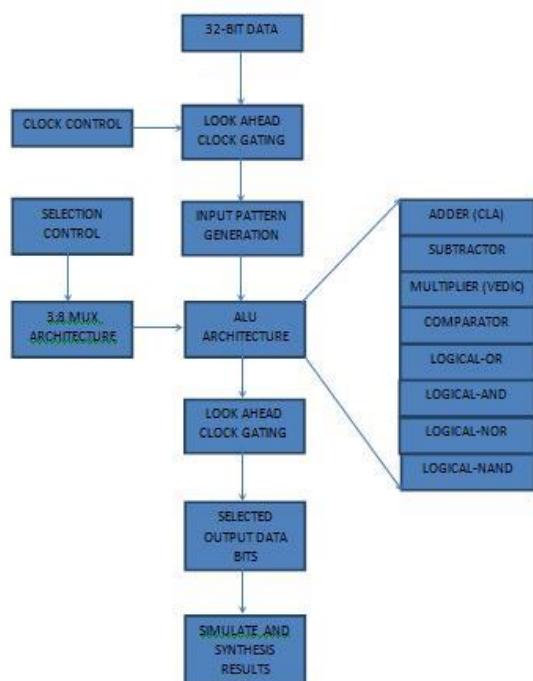 32-BIT DATA
CLOCK CONTROL
LOOK AHEAD
CLOCK GATING
SELECTION
CONTROL
INPUT PATTERN
GENERATION
3:8 MUX
ARCHITECTURE
ALU
ARCHITECTURE
ADDER (CLA)
SUBTRACTOR
MULTIPLIER (VEDIC)
COMPARATOR
LOGICAL-OR
LOGICAL-AND
LOGICAL-NOR
LOGICAL-NAND
LOOK AHEAD
CLOCK GATING
SELECTED
OUTPUT DATA
BITS
SIMULATE AND
SYNTHESIS
RESULTS